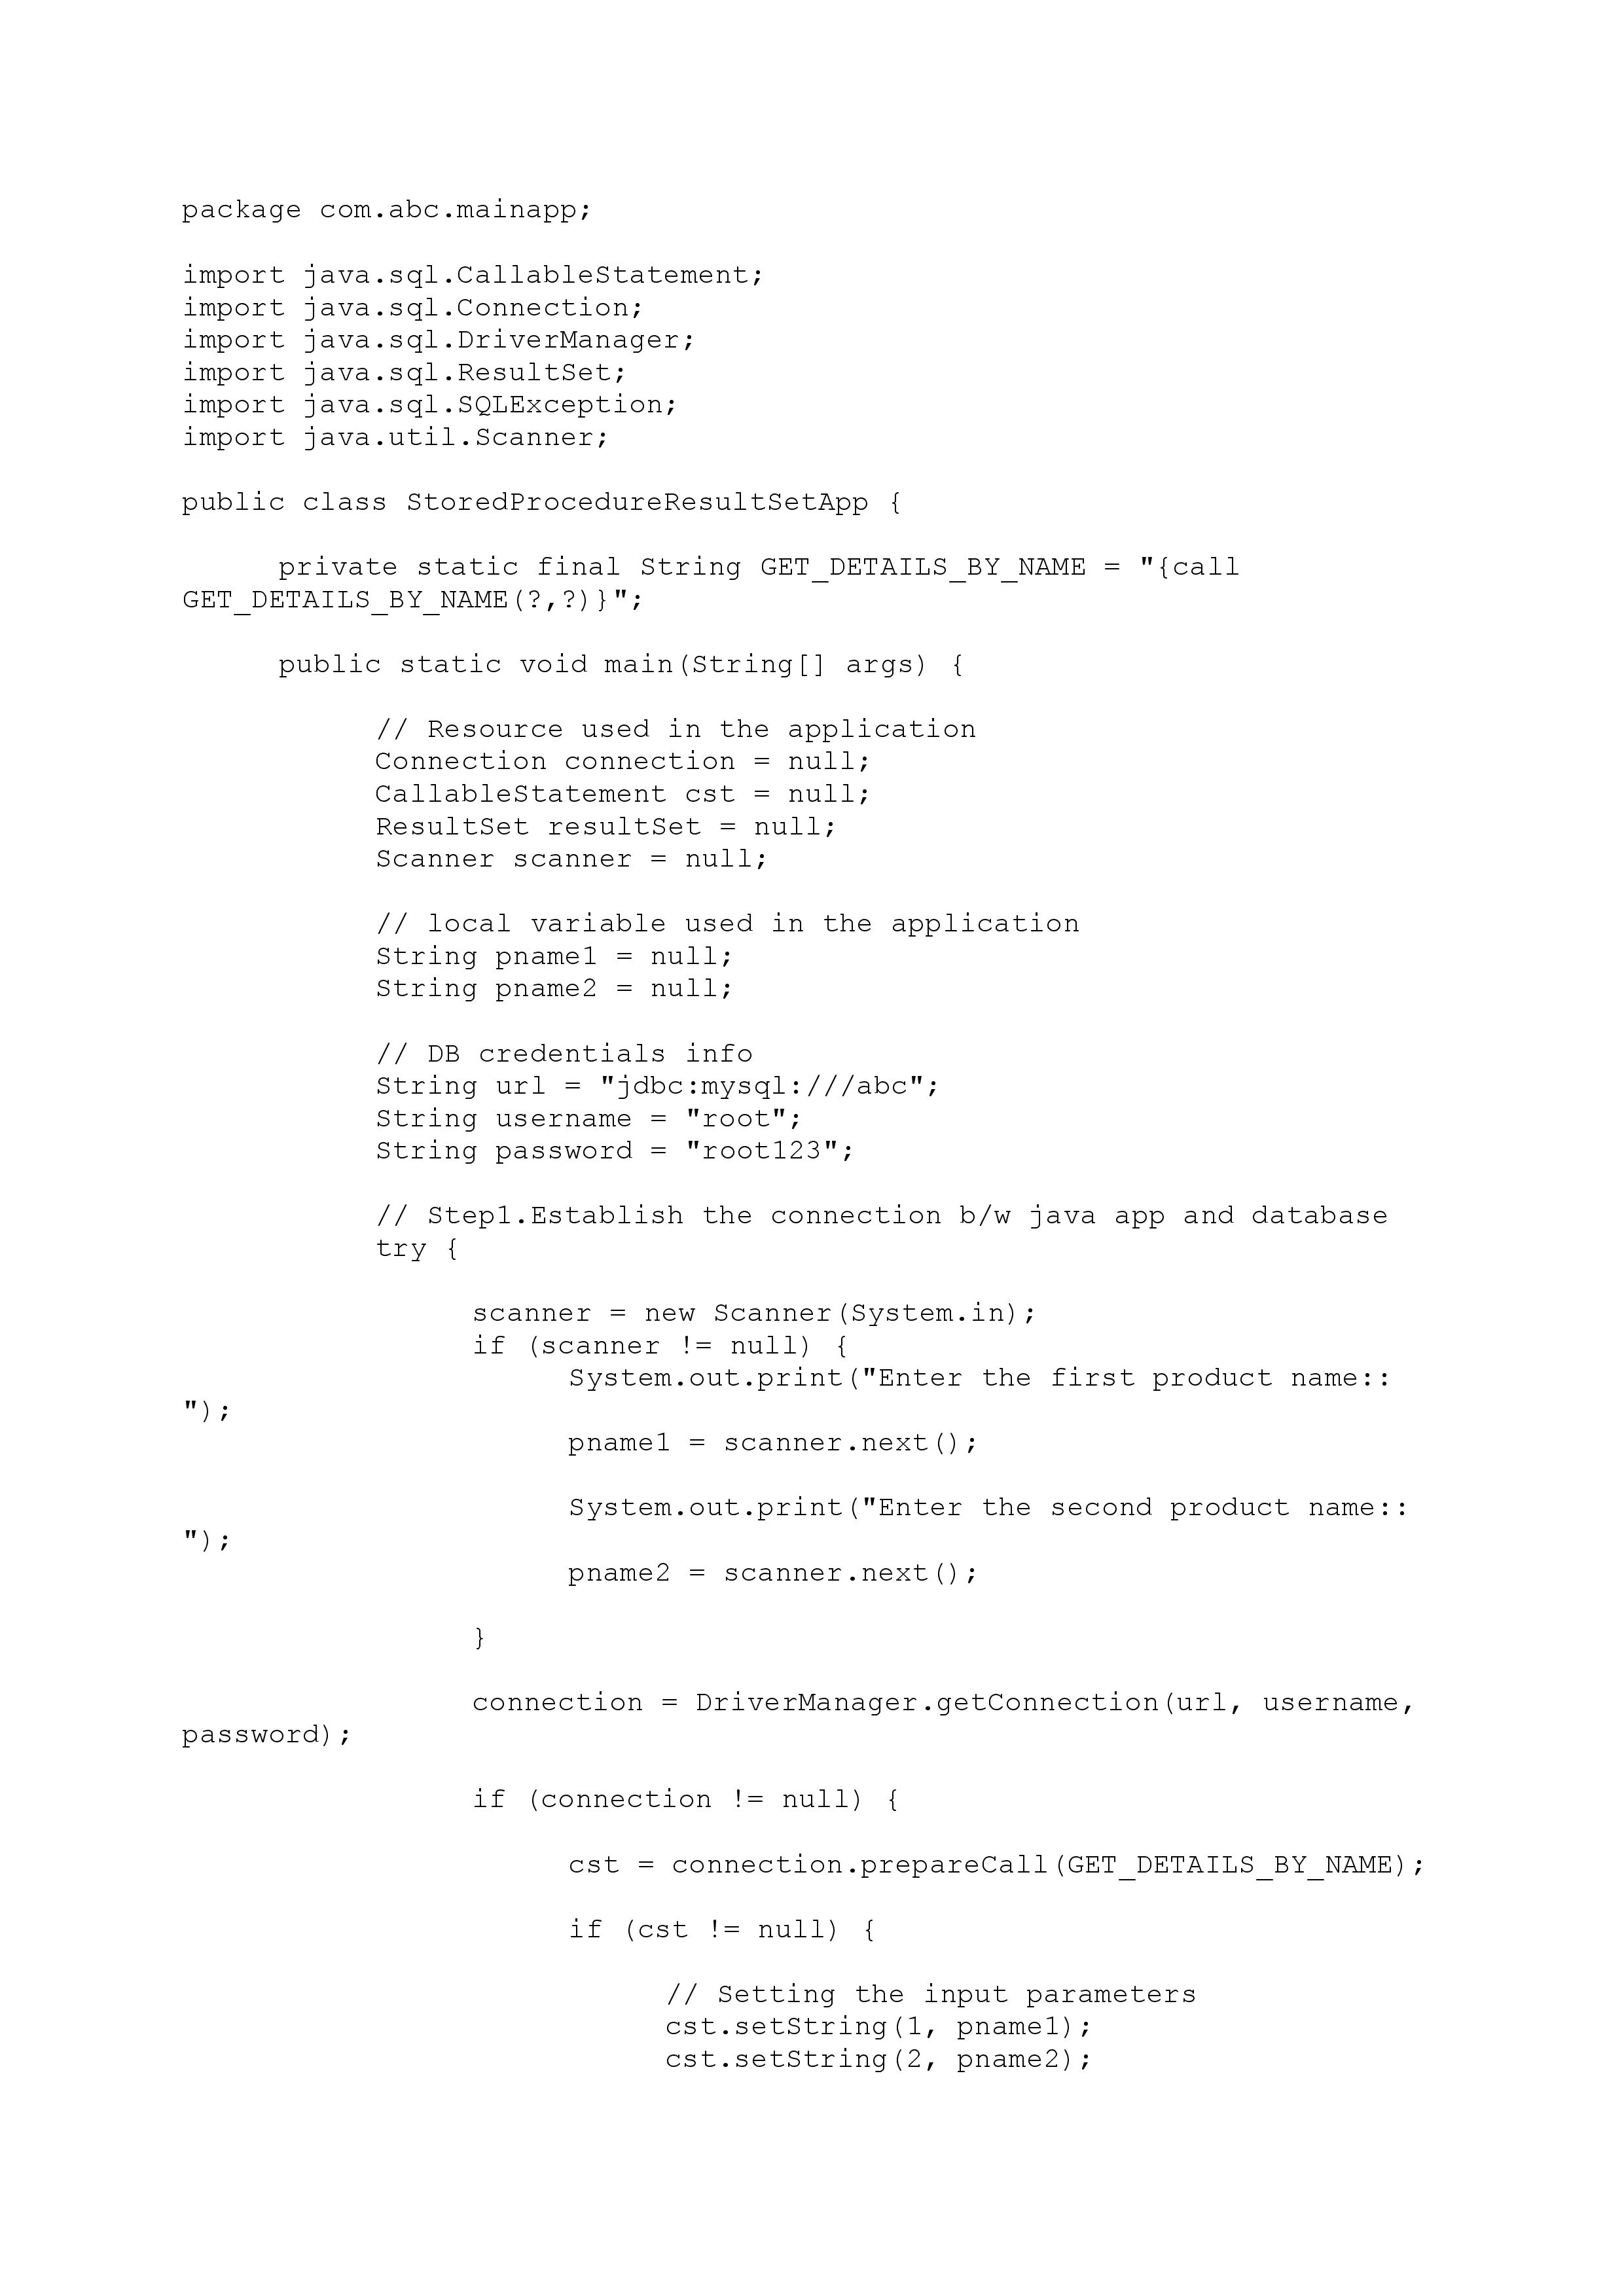 package com.abc.mainapp;
import java.sql.CallableStatement;
import java.sql.Connection;
import java.sql.DriverManager;
import java.sql.ResultSet;
import java.sql.SQLException;
import java.util.Scanner;
public class StoredProcedureResultSetApp {
private static final String GET_DETAILS_BY_NAME = "{call
GET_DETAILS_BY_NAME(?,?)}";
public static void main(String[] args) {
// Resource used in the application
Connection connection = null;
CallableStatement cst = null;
ResultSet resultSet = null;
Scanner scanner = null;
// local variable used in the application
String pname1 = null;
String pname2 = null;
// DB credentials info
String url = "jdbc:mysql:///abc";
String username = "root";
String password = "root123";
// Step1.Establish the connection b/w java app and database
try {
scanner = new Scanner(System.in);
if (scanner != null) {
System.out.print("Enter the first product name::
");
pname1 = scanner.next();
System.out.print("Enter the second product name::
");
pname2 = scanner.next();
}
connection = DriverManager.getConnection(url, username,
password);
if (connection != null) {
cst = connection.prepareCall(GET_DETAILS_BY_NAME);
if (cst != null) {
// Setting the input parameters
cst.setString(1, pname1);
cst.setString(2, pname2);